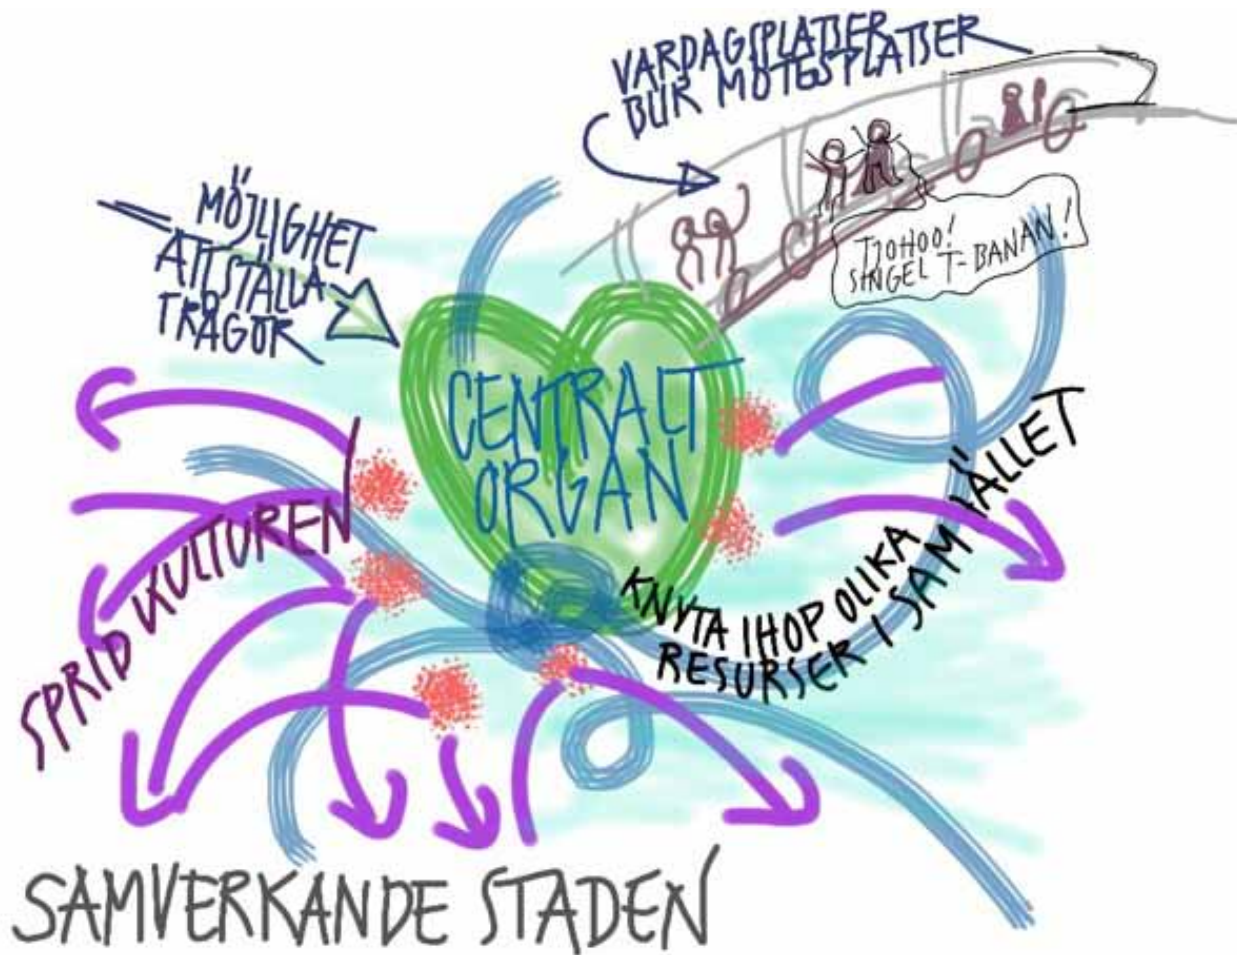 VARDAGSPLATSER
BLIR MÖTESPLATSER
MÖJLIGHET
ATT STÄLLA
FRÅGOR
TJOHOO!
SINGEL T-BANAN!
CENTRALT
ORGAN
SPRID KULTUREN
KNYTA IHOP OLIKA
RESURSER I SAMHÄLLET
SAMVERKANDE STADEN